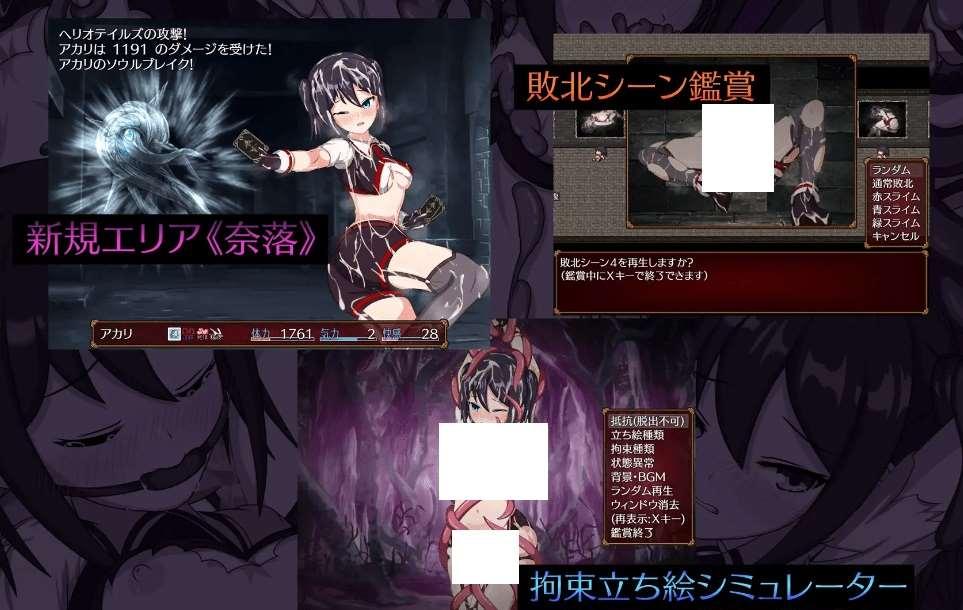 ヘリオテイルズの攻撃!
アカリは 1191 のダメージを受けた!
アカリのソウルブレイク!
新規エリア《奈落》
アカリ
体力 1761 気力 2 快感 28
敗北シーン鑑賞
ランダム
通常敗北
赤スライム
青スライム
緑スライム
キャンセル
敗北シーン4を再生しますか?
(鑑賞中にXキーで終了できます)
抵抗(脱出不可)
立ち絵種類
拘束種類
状態異常
背景・BGM
ランダム再生
ウィンドウ消去
(再表示:Xキー)
鑑賞終了
拘束立ち絵シミュレーター